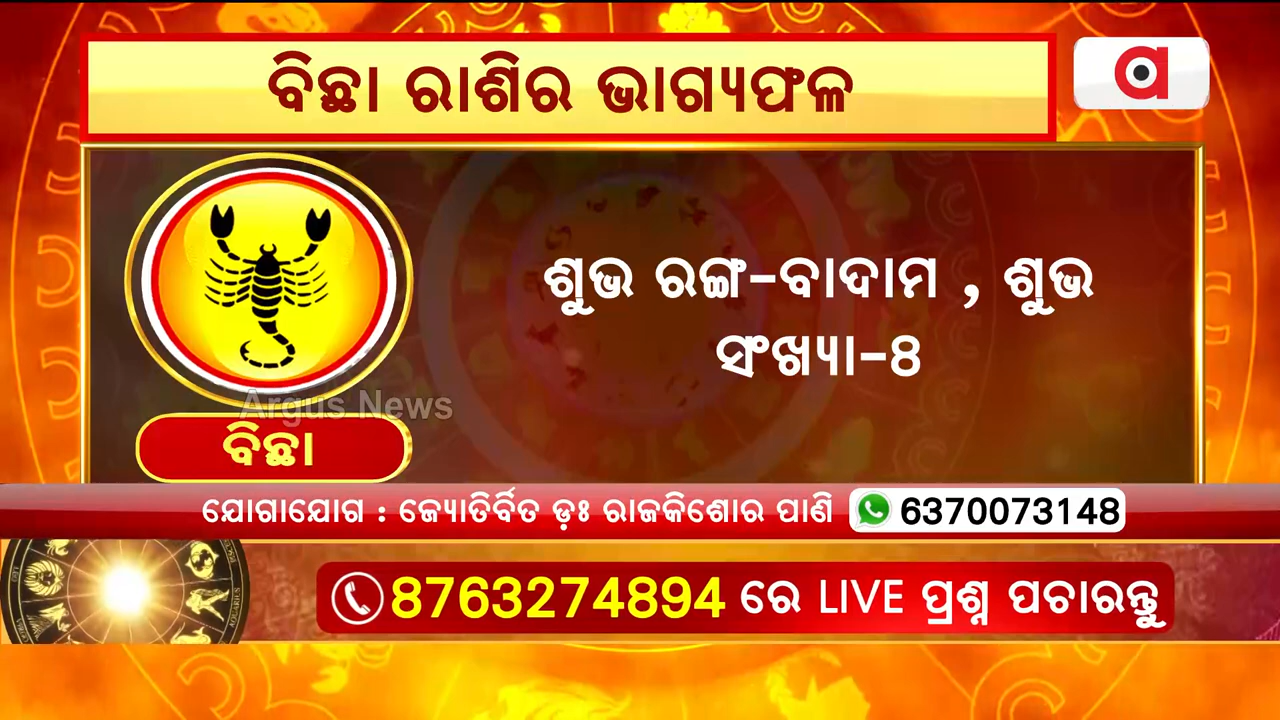 ବିଛା ରାଶିର ଭାଗ୍ୟଫଳ
ଶୁଭ ରଙ୍ଗ-ବାଦାମ , ଶୁଭ
ସଂଖ୍ୟା-୪
Argus News
ବିଛା
ଯୋଗାଯୋଗ : ଜ୍ୟୋତିର୍ବିତ ଡ଼ଃ ରାଜକିଶୋର ପାଣି 6370073148
8763274894 ରେ LIVE ପ୍ରଶ୍ନ ପଚାରନ୍ତୁ